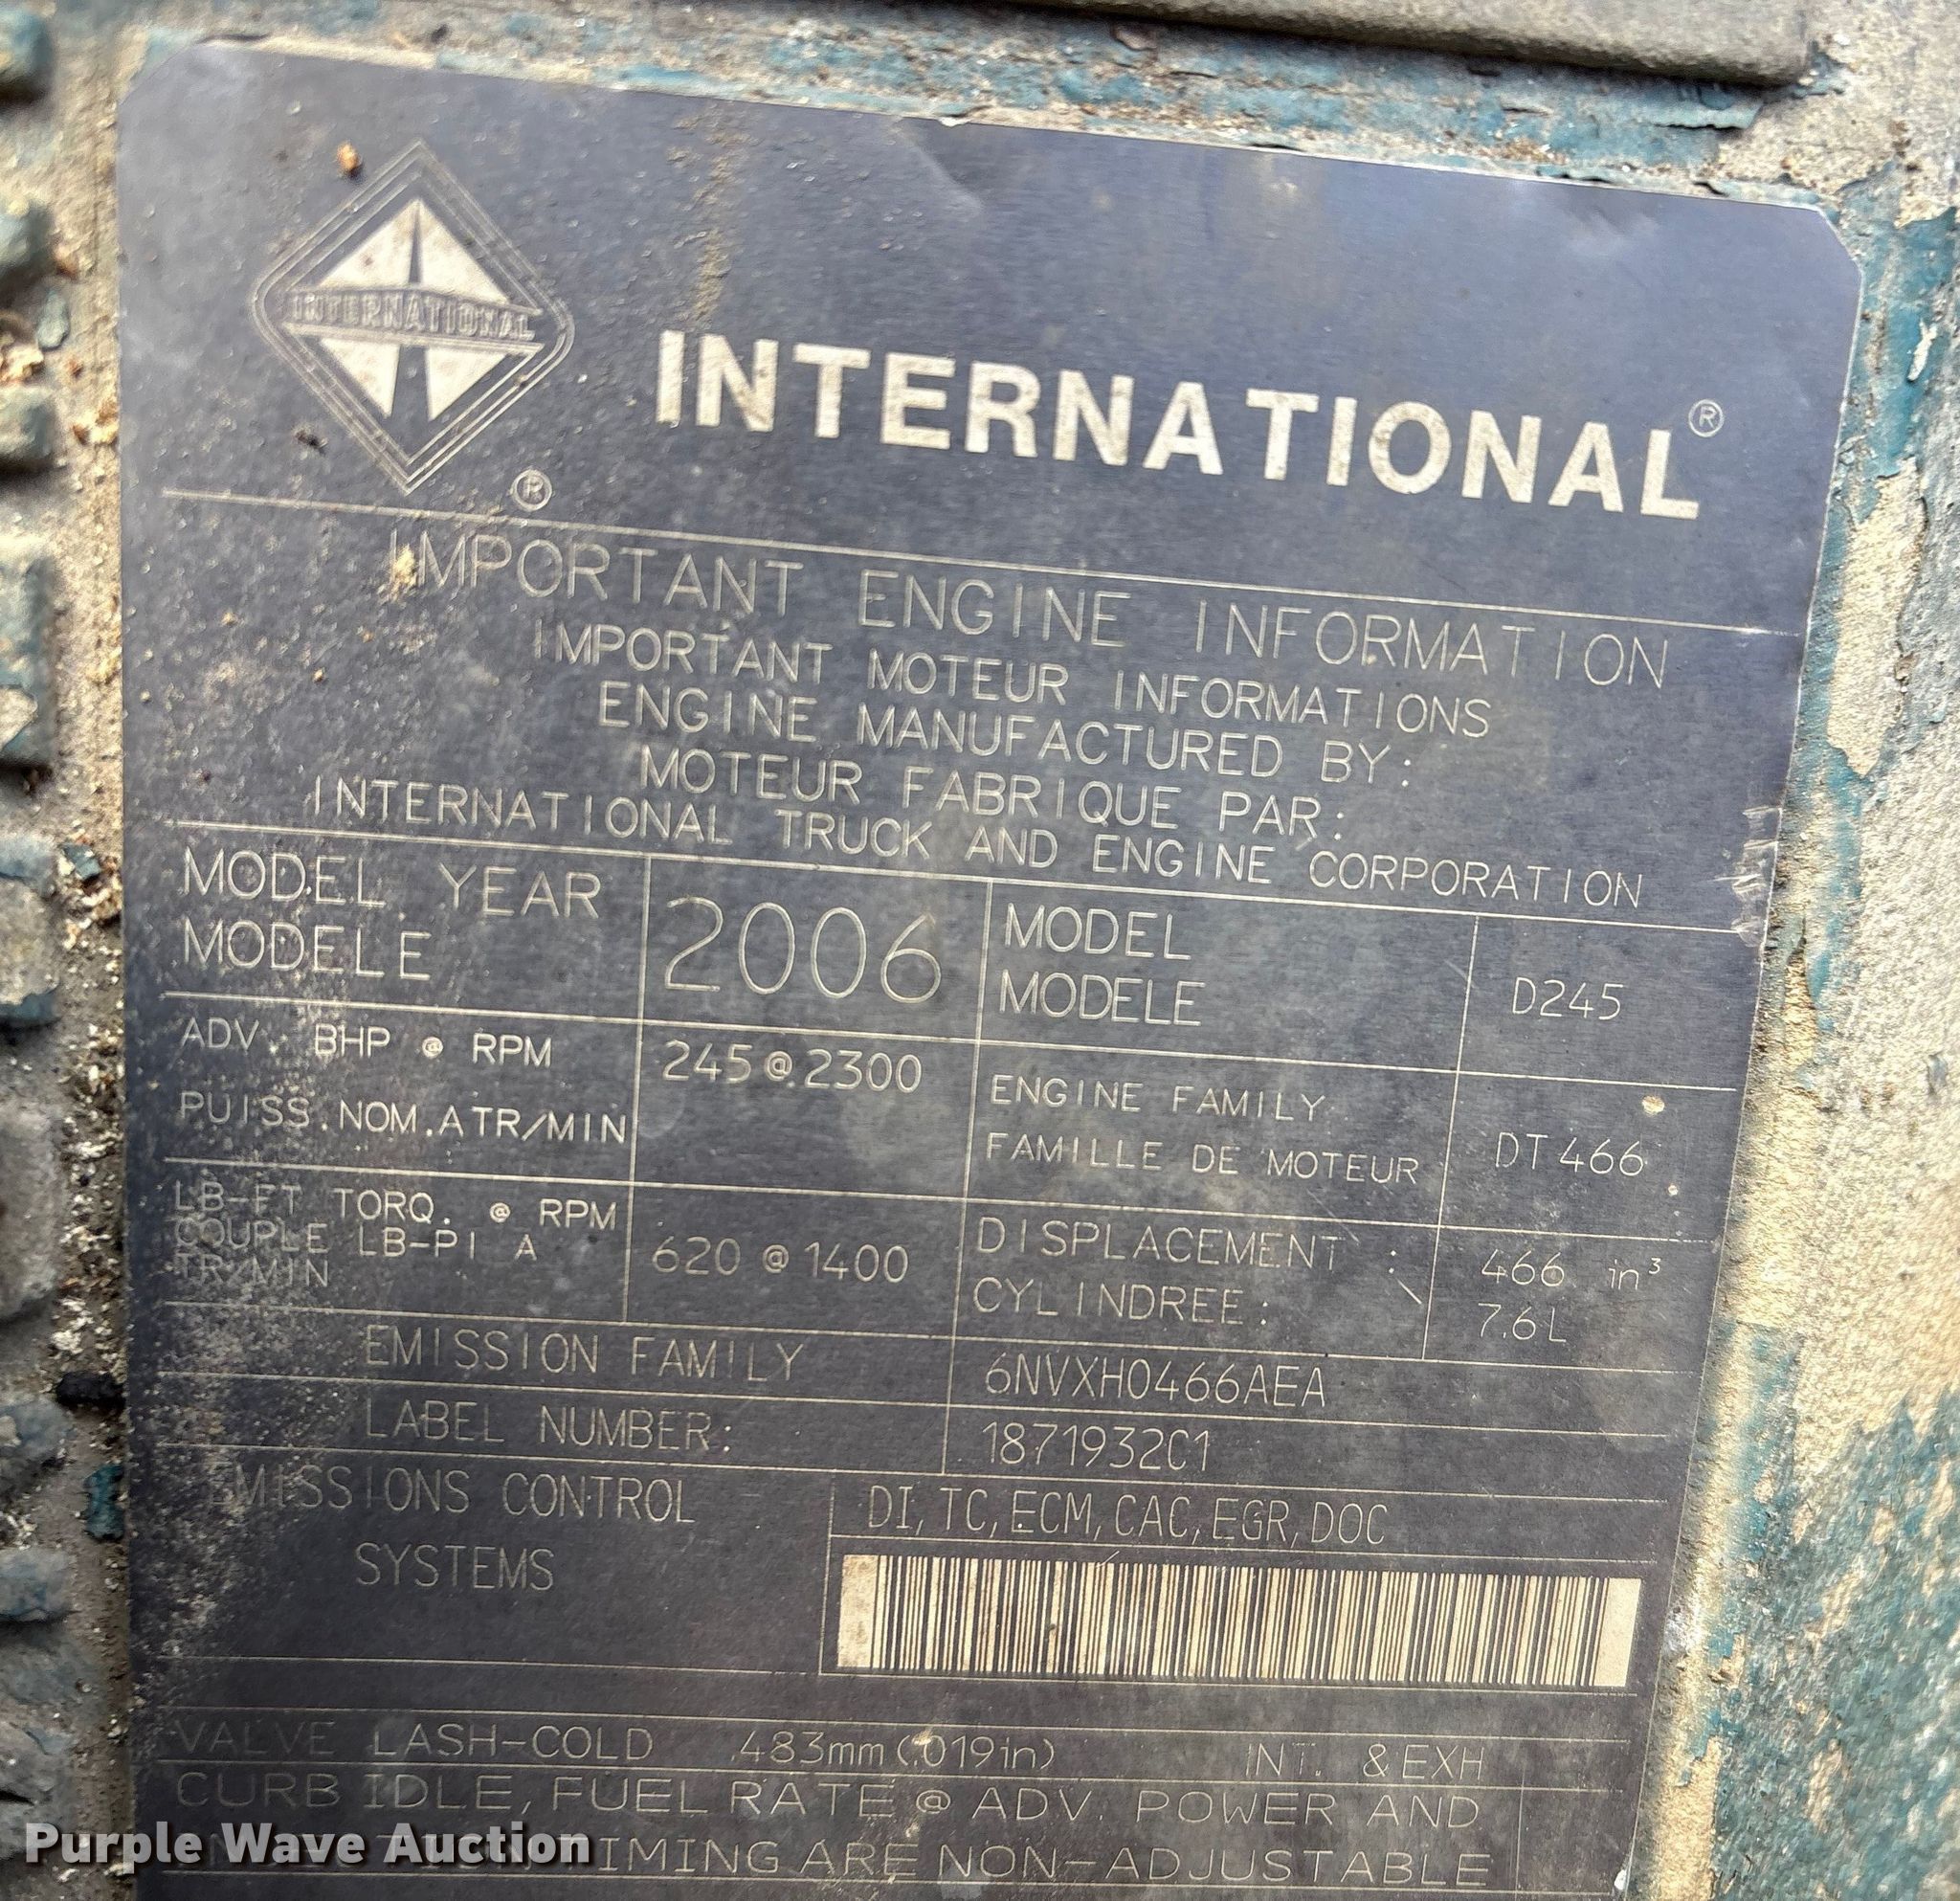 INTERNATIONAL
®
INTERNATIONAL®
IMPORTANT ENGINE INFORMATION
IMPORTANT MOTEUR INFORMATIONS
ENGINE MANUFACTURED BY:
MOTEUR FABRIQUE PAR:
INTERNATIONAL TRUCK AND ENGINE CORPORATION
MODEL YEAR
MODELE
2006
MODEL
MODELE
D245
ADV. BHP @ RPM
PUISS.NOM.A TR/MIN
245@2300
ENGINE FAMILY
FAMILLE DE MOTEUR
DT466
LB-FT TORQ. @ RPM
COUPLE LB-PI A
TR/MIN
620 @ 1400
DISPLACEMENT :
CYLINDREE:
466 in³
7.6L
EMISSION FAMILY
6NVXH0466AEA
LABEL NUMBER:
1871932C1
EMISSIONS CONTROL
SYSTEMS
DI, TC, ECM, CAC, EGR, DOC
VALVE LASH-COLD .483mm(.019in) INT. & EXH
CURB IDLE, FUEL RATE @ ADV. POWER AND
TIMING ARE NON-ADJUSTABLE
Purple Wave Auction